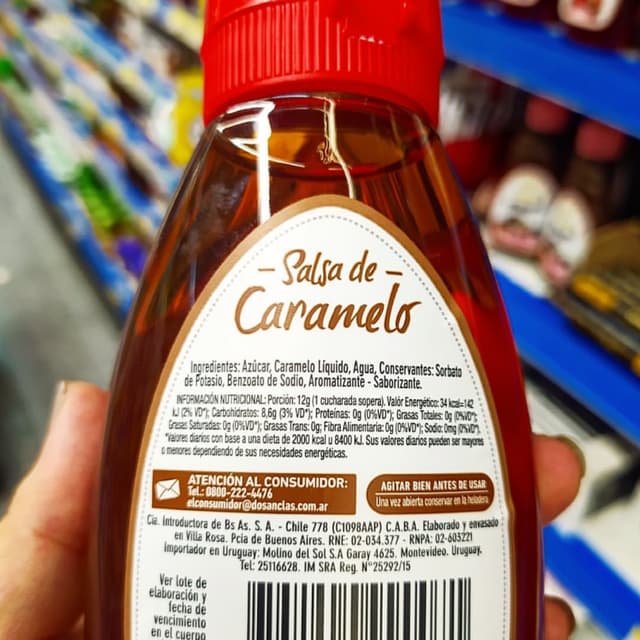 – Salsa de –
Caramelo
Ingredientes: Azúcar, Caramelo Líquido, Agua, Conservantes: Sorbato
de Potasio, Benzoato de Sodio, Aromatizante - Saborizante.
INFORMACIÓN NUTRICIONAL: Porción: 12g (1 cucharada sopera). Valor Energético: 34 kcal=142
kJ (2% VD*); Carbohidratos: 8,6g (3% VD*); Proteínas: 0g (0%VD*); Grasas Totales: 0g (0%VD*);
Grasas Saturadas: 0g (0%VD*); Grasas Trans: 0g; Fibra Alimentaria: 0g (0%VD*); Sodio: 0mg (0%VD*).
*Valores diarios con base a una dieta de 2000 kcal u 8400 kJ. Sus valores diarios pueden ser mayores
o menores dependiendo de sus necesidades energéticas.
ATENCIÓN AL CONSUMIDOR:
Tel.: 0800-222-4476
elconsumidor@dosanclas.com.ar
AGITAR BIEN ANTES DE USAR
Una vez abierta conservar en la heladera
Cia. Introductora de Bs As. S. A. - Chile 778 (C1098AAP) C.A.B.A. Elaborado y envasado
en Villa Rosa. Pcia de Buenos Aires. RNE: 02-034.377 - RNPA: 02-603221
Importador en Uruguay: Molino del Sol S.A Garay 4625. Montevideo. Uruguay.
Tel: 25116628. IM SRA Reg. N°25292/15
Ver lote de
elaboración y
fecha de
vencimiento
en el cuerpo